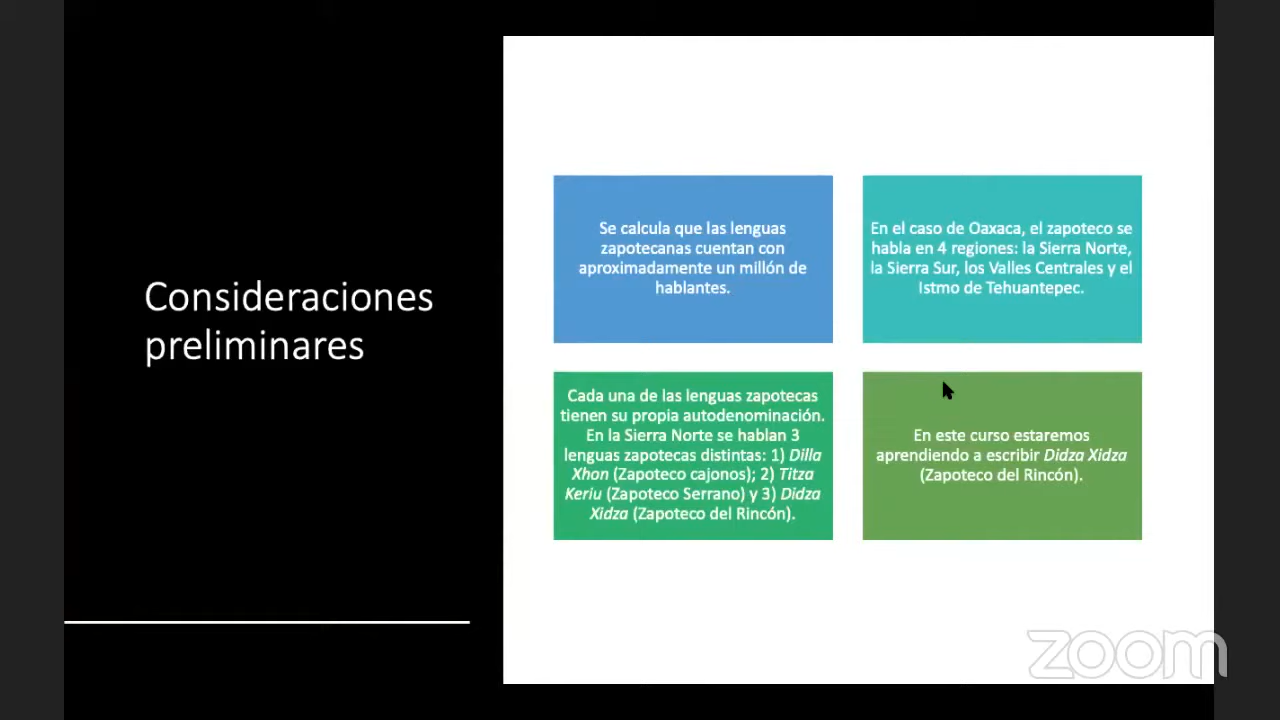 Consideraciones
preliminares
Se calcula que las lenguas
zapotecanas cuentan con
aproximadamente un millón de
hablantes.
En el caso de Oaxaca, el zapoteco se
habla en 4 regiones: la Sierra Norte,
la Sierra Sur, los Valles Centrales y el
Istmo de Tehuantepec.
Cada una de las lenguas zapotecas
tienen su propia autodenominación.
En la Sierra Norte se hablan 3
lenguas zapotecas distintas: 1) Dilla
Xhon (Zapoteco cajonos); 2) Titza
Keriu (Zapoteco Serrano) y 3) Didza
Xidza (Zapoteco del Rincón).
En este curso estaremos
aprendiendo a escribir Didza Xidza
(Zapoteco del Rincón).
zoom